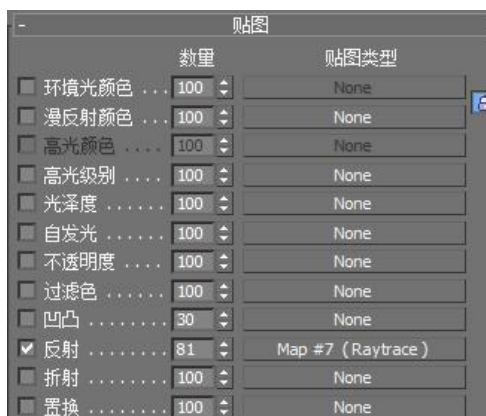 - 贴图
数量 贴图类型
环境光颜色 ... 100 None
漫反射颜色 ... 100 None
高光颜色 .... 100 None
高光级别 .... 100 None
光泽度 ...... 100 None
自发光 ...... 100 None
不透明度 .... 100 None
过滤色 ...... 100 None
凹凸 ........ 30 None
反射 ........ 81 Map #7 (Raytrace)
折射 ........ 100 None
置换 ........ 100 None